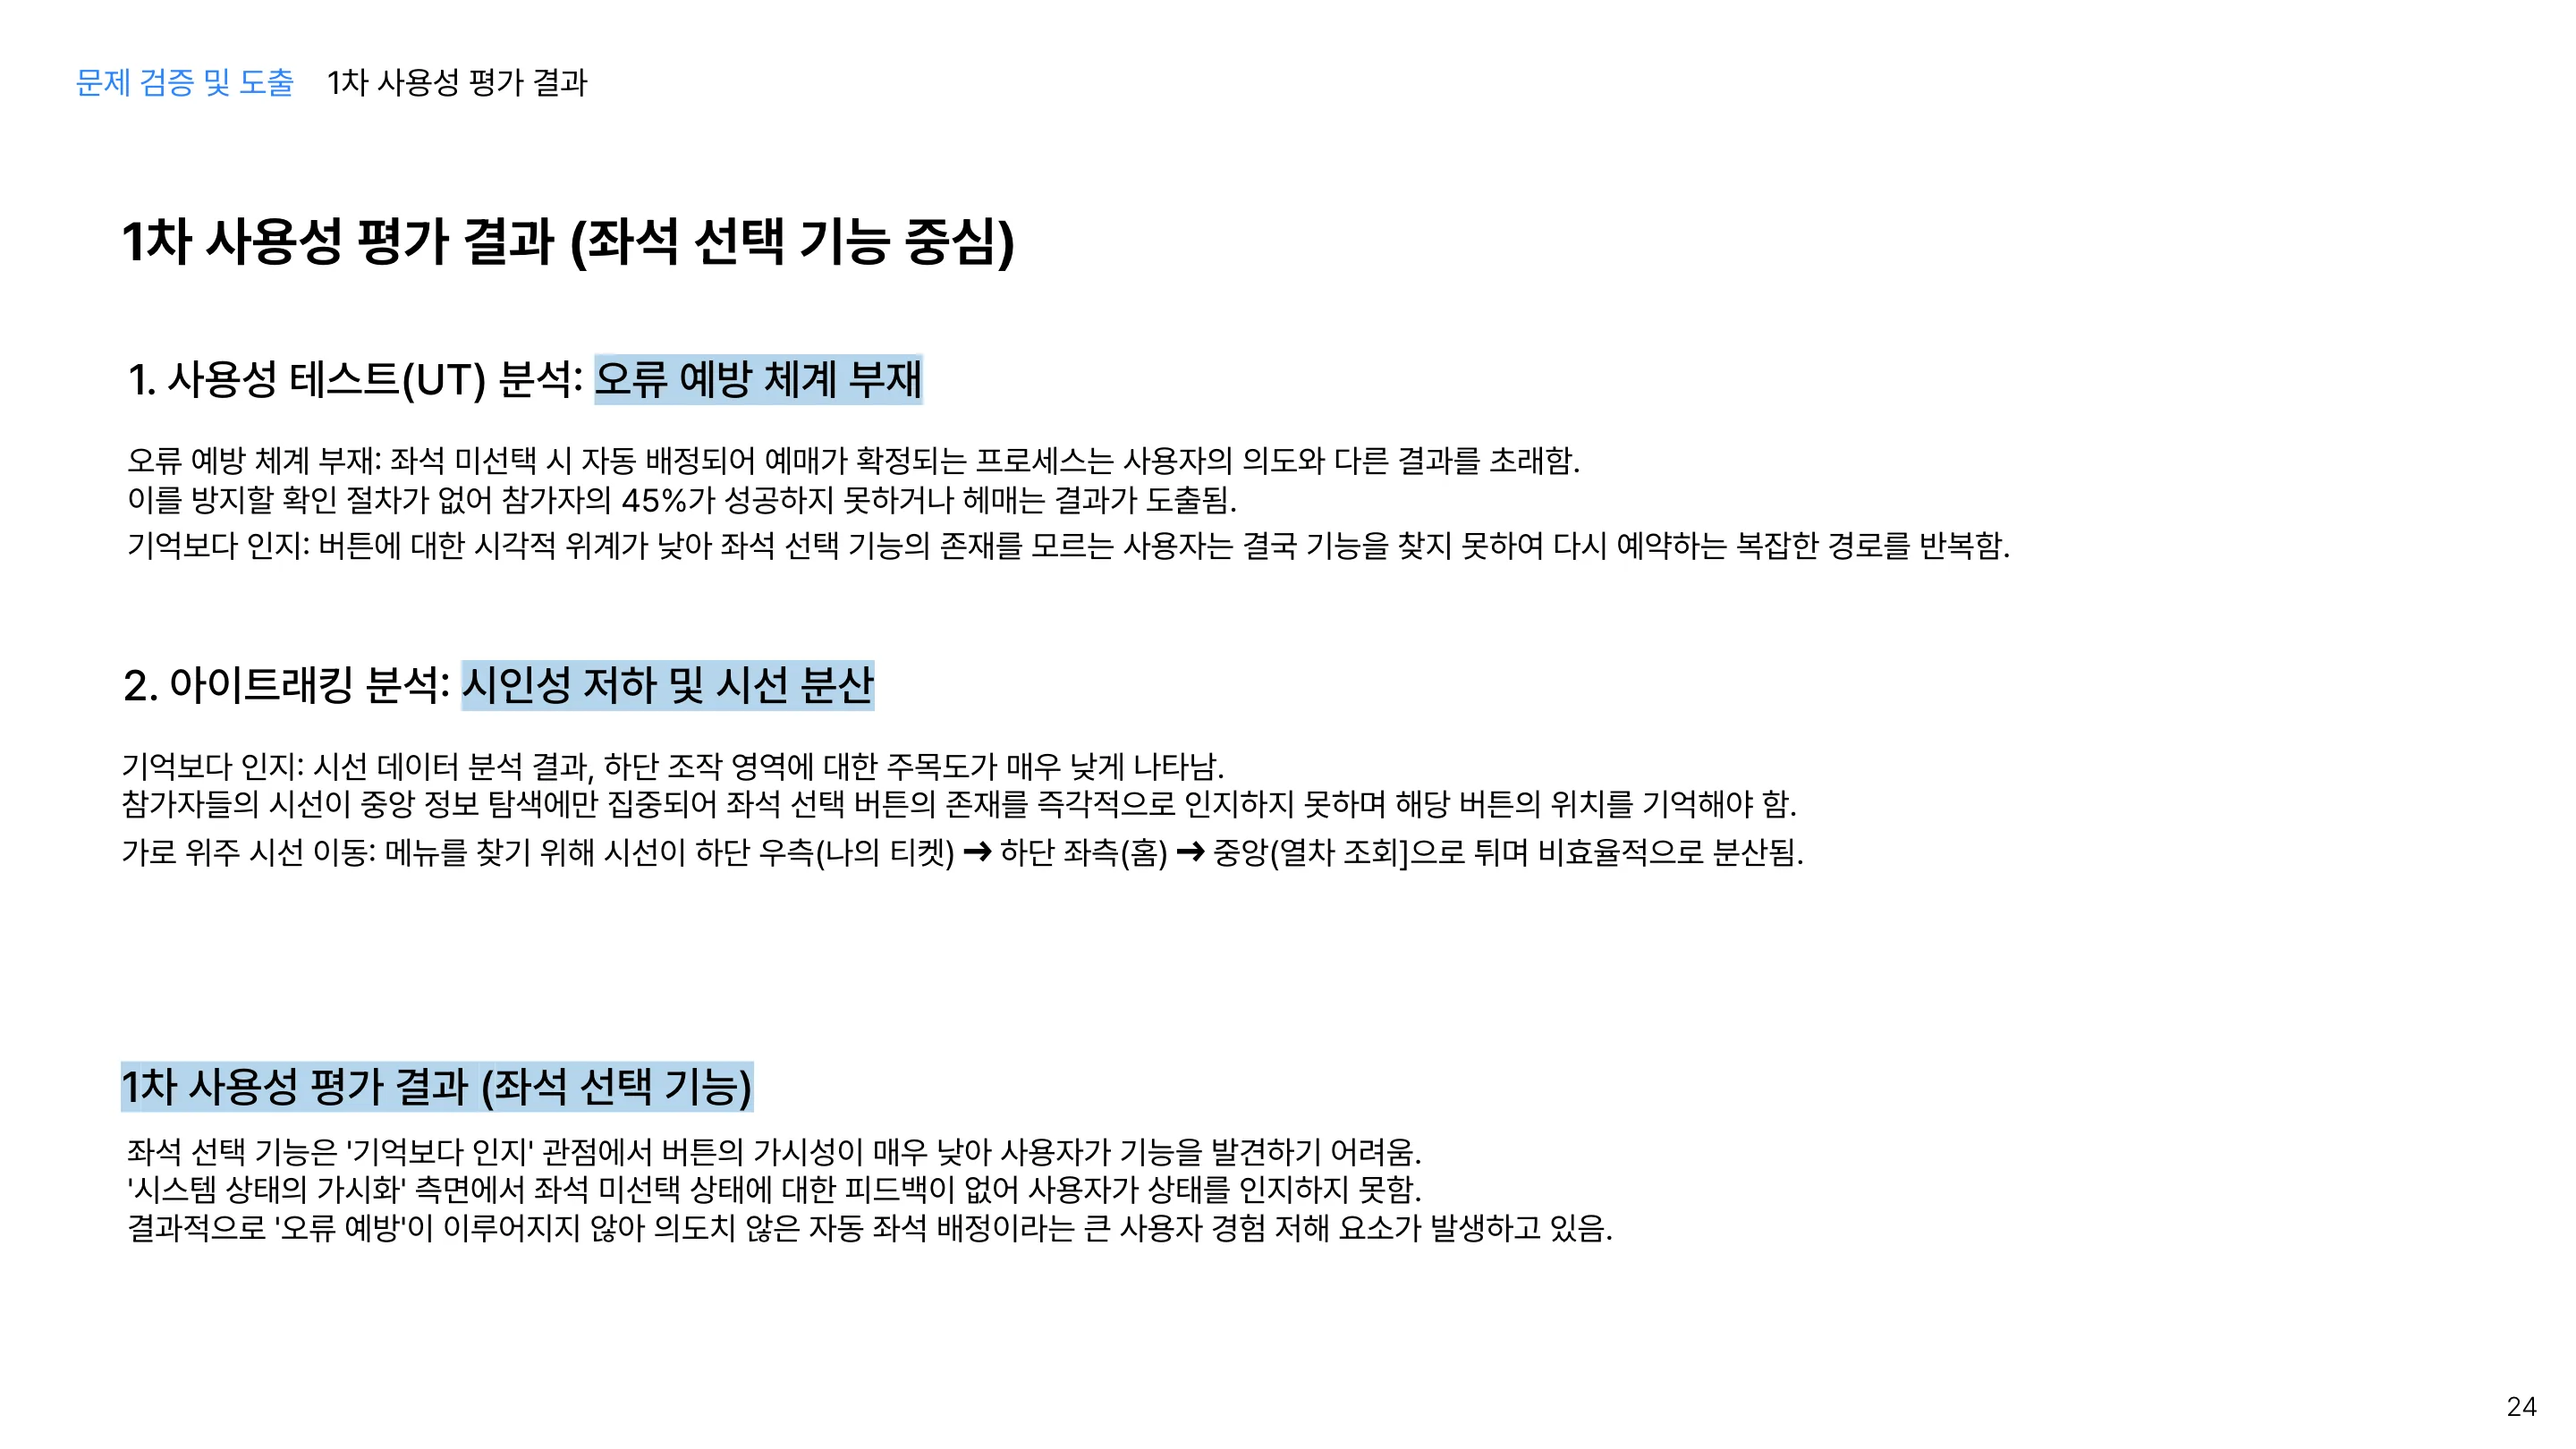 문제 검증 및 도출 1차 사용성 평가 결과
1차 사용성 평가 결과 (좌석 선택 기능 중심)
1. 사용성 테스트(UT) 분석: 오류 예방 체계 부재
오류 예방 체계 부재: 좌석 미선택 시 자동 배정되어 예매가 확정되는 프로세스는 사용자의 의도와 다른 결과를 초래함.
이를 방지할 확인 절차가 없어 참가자의 45%가 성공하지 못하거나 헤매는 결과가 도출됨.
기억보다 인지: 버튼에 대한 시각적 위계가 낮아 좌석 선택 기능의 존재를 모르는 사용자는 결국 기능을 찾지 못하여 다시 예약하는 복잡한 경로를 반복함.
2. 아이트래킹 분석: 시인성 저하 및 시선 분산
기억보다 인지: 시선 데이터 분석 결과, 하단 조작 영역에 대한 주목도가 매우 낮게 나타남.
참가자들의 시선이 중앙 정보 탐색에만 집중되어 좌석 선택 버튼의 존재를 즉각적으로 인지하지 못하며 해당 버튼의 위치를 기억해야 함.
가로 위주 시선 이동: 메뉴를 찾기 위해 시선이 하단 우측(나의 티켓) → 하단 좌측(홈) → 중앙(열차 조회]으로 튀며 비효율적으로 분산됨.
1차 사용성 평가 결과 (좌석 선택 기능)
좌석 선택 기능은 '기억보다 인지' 관점에서 버튼의 가시성이 매우 낮아 사용자가 기능을 발견하기 어려움.
'시스템 상태의 가시화' 측면에서 좌석 미선택 상태에 대한 피드백이 없어 사용자가 상태를 인지하지 못함.
결과적으로 '오류 예방'이 이루어지지 않아 의도치 않은 자동 좌석 배정이라는 큰 사용자 경험 저해 요소가 발생하고 있음.
24